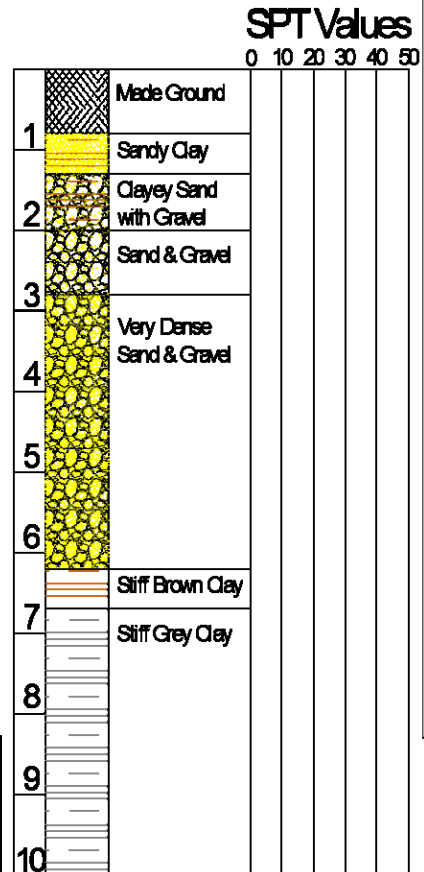 SPT Values
0 10 20 30 40 50
Made Ground
1
Sandy Clay
Clayey Sand
2
with Gravel
Sand & Gravel
3
Very Dense
Sand & Gravel
4
5
6
Stiff Brown Clay
7
Stiff Grey Clay
8
9
10